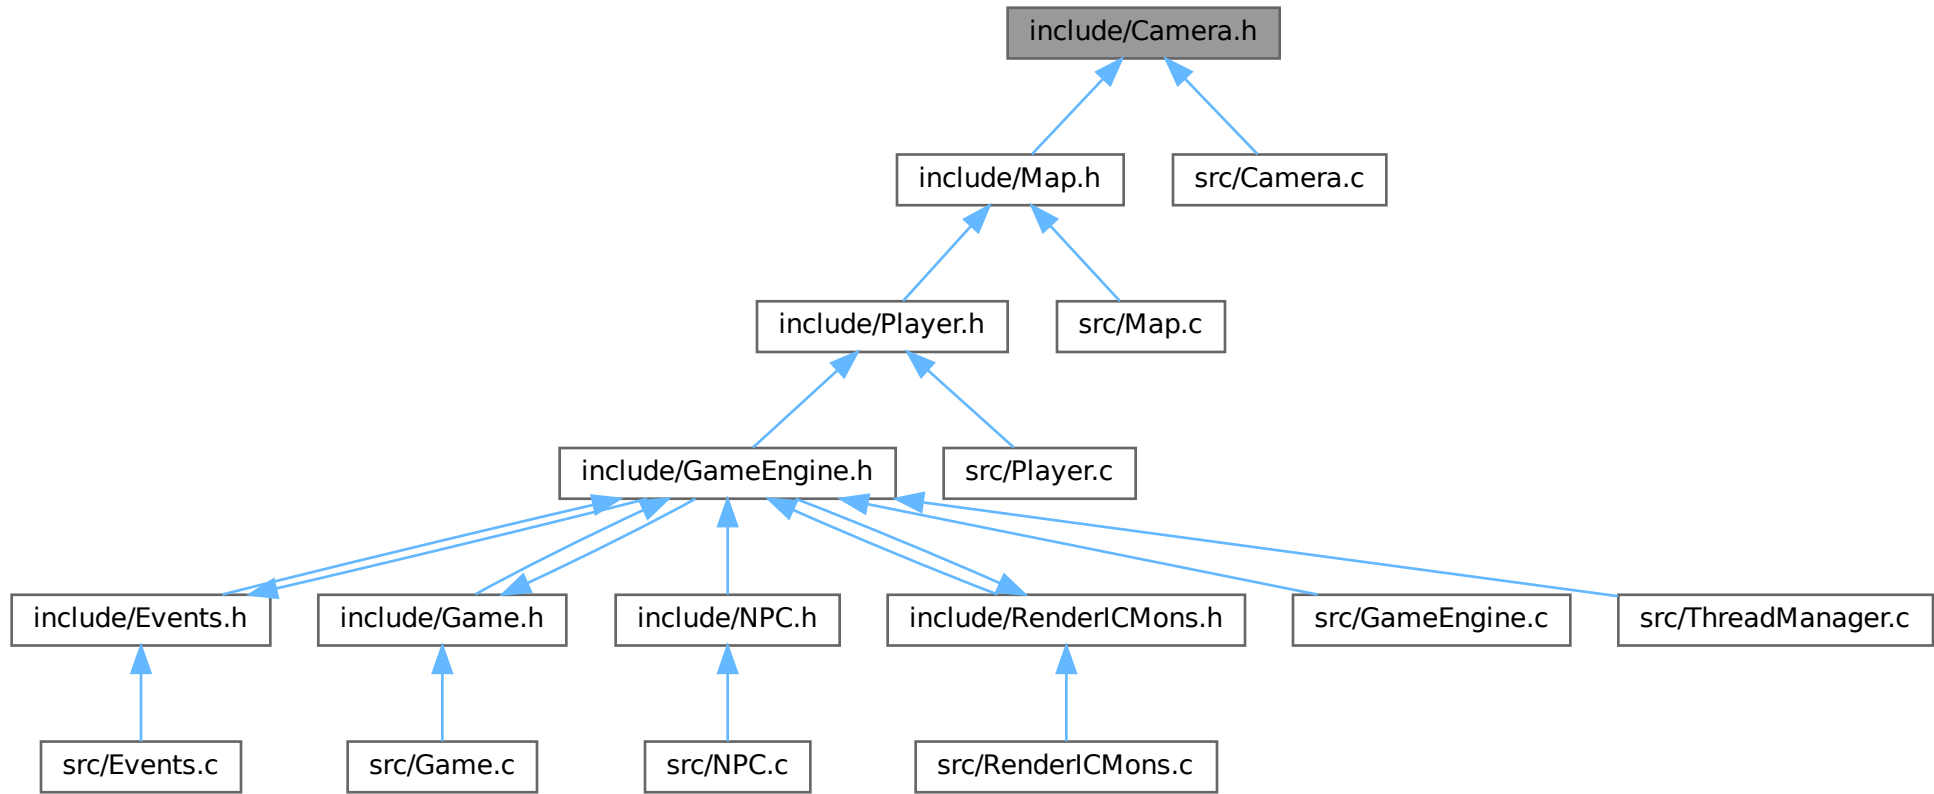 include/Camera.h
include/Map.h
src/Camera.c
include/Player.h
src/Map.c
include/GameEngine.h
src/Player.c
include/Events.h
include/Game.h
include/NPC.h
include/RenderICMons.h
src/GameEngine.c
src/ThreadManager.c
src/Events.c
src/Game.c
src/NPC.c
src/RenderICMons.c